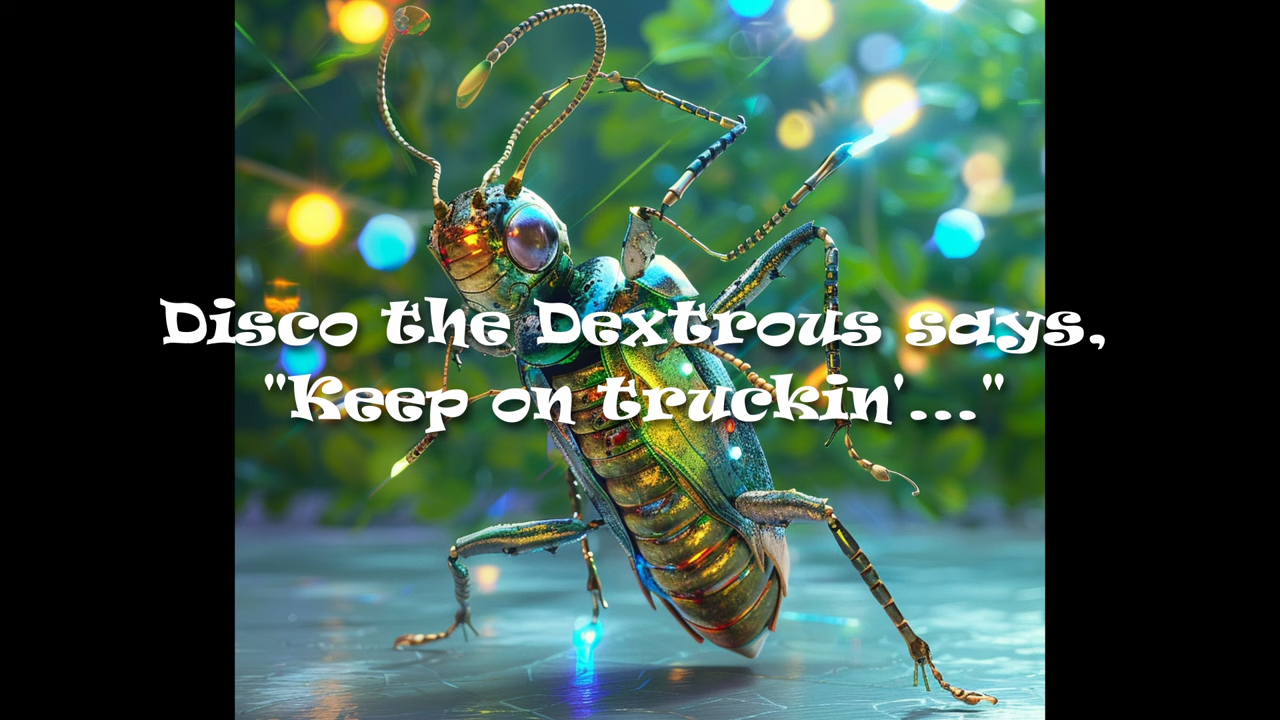 Disco the Dextrous says,
"Keep on truckin'..."